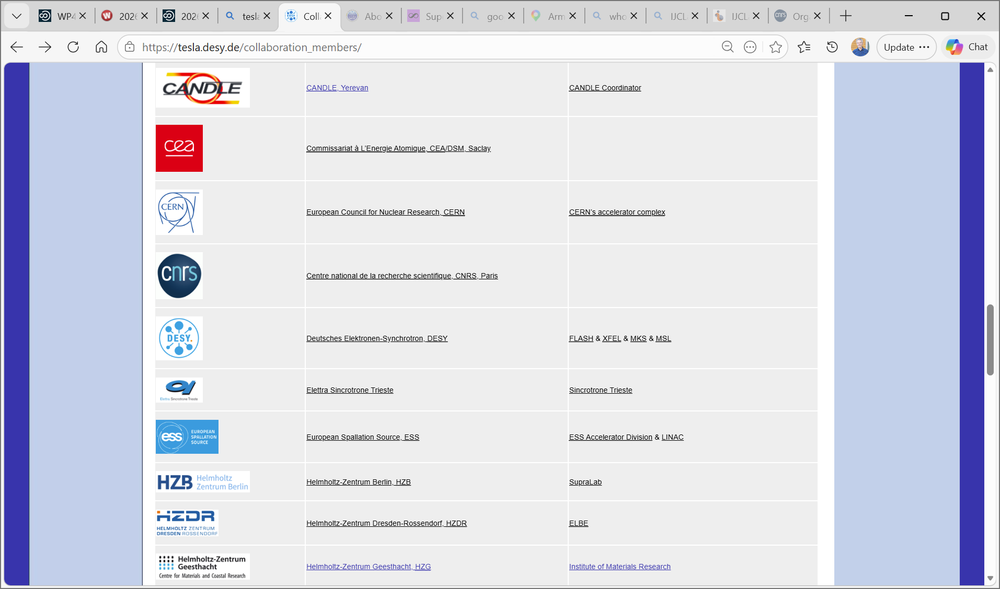 WP4
2026
2026
tesla
Coll
Abo
Sup
goo
Arm
who
IJCL
IJCL
cnrs
Org
https://tesla.desy.de/collaboration_members/
Update
Chat
CANDLE
CANDLE, Yerevan
CANDLE Coordinator
cea
Commissariat à L'Energie Atomique, CEA/DSM, Saclay
CERN
European Council for Nuclear Research, CERN
CERN's accelerator complex
cnrs
Centre national de la recherche scientifique, CNRS, Paris
DESY.
Deutsches Elektronen-Synchrotron, DESY
FLASH & XFEL & MKS & MSL
Elettra Sincrotrone Trieste
Elettra Sincrotrone Trieste
Sincrotrone Trieste
ess
EUROPEAN
SPALLATION
SOURCE
European Spallation Source, ESS
ESS Accelerator Division & LINAC
HZB Helmholtz
Zentrum Berlin
Helmholtz-Zentrum Berlin, HZB
SupraLab
HZDR
HELMHOLTZ ZENTRUM
DRESDEN ROSSENDORF
Helmholtz-Zentrum Dresden-Rossendorf, HZDR
ELBE
Helmholtz-Zentrum
Geesthacht
Centre for Materials and Coastal Research
Helmholtz-Zentrum Geesthacht, HZG
Institute of Materials Research